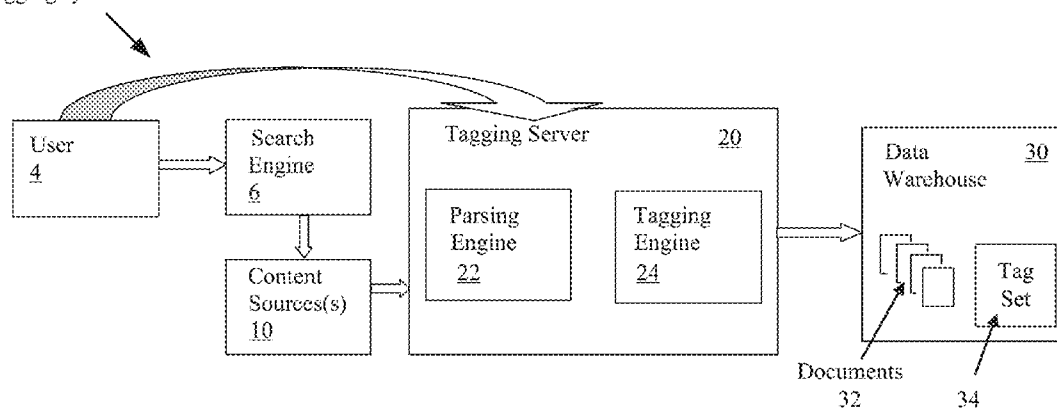 User
4
Search
Engine
6
Content
Sources(s)
10
Tagging Server
20
Parsing
Engine
22
Tagging
Engine
24
Data
Warehouse
30
Tag
Set
Documents
32
34